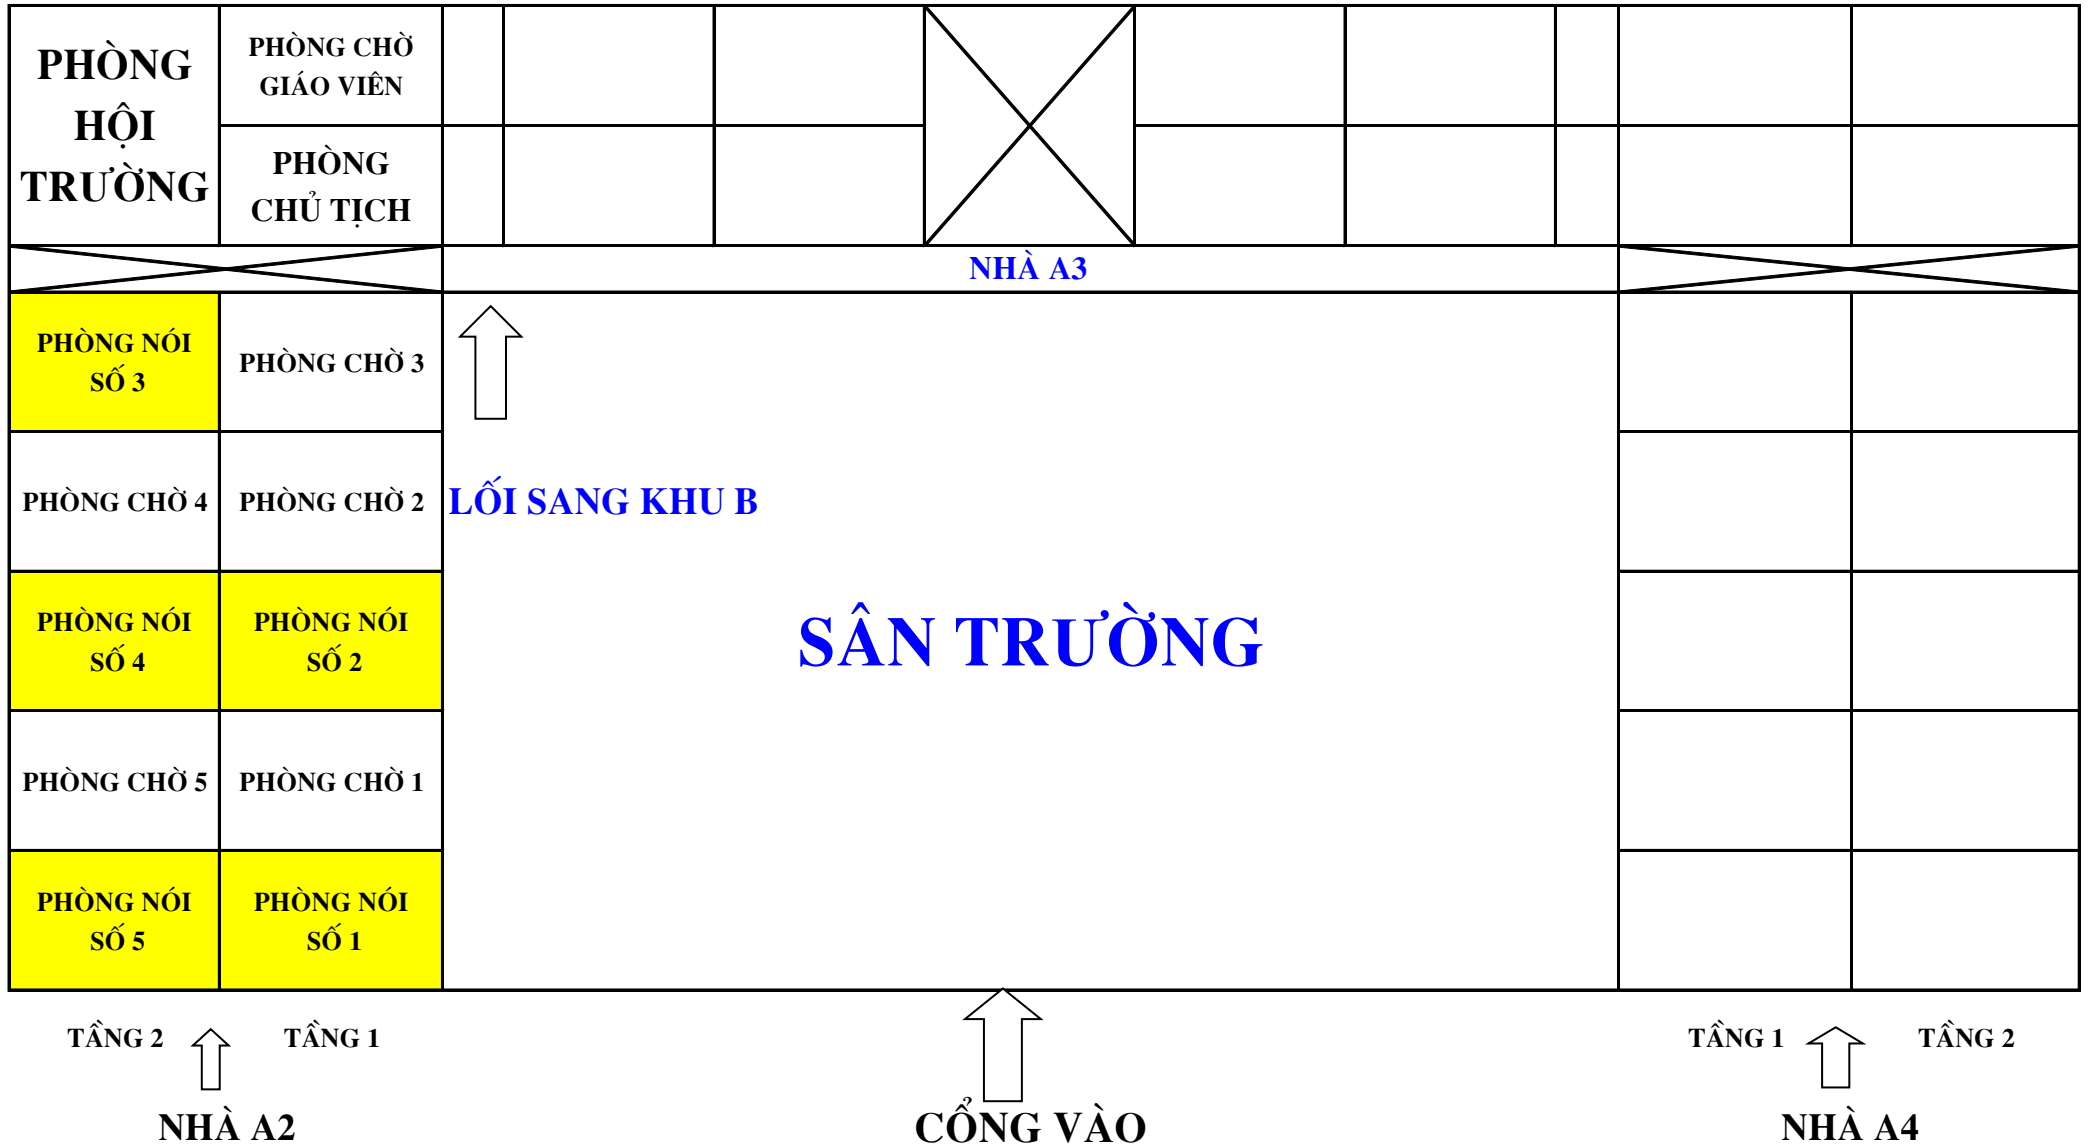 PHÒNG
HỘI
TRƯỜNG
PHÒNG CHỜ
GIÁO VIÊN
PHÒNG
CHỦ TỊCH
NHÀ A3
PHÒNG NÓI
SỐ 3
PHÒNG CHỜ 3
PHÒNG CHỜ 4
PHÒNG CHỜ 2
LỐI SANG KHU B
PHÒNG NÓI
SỐ 4
PHÒNG NÓI
SỐ 2
SÂN TRƯỜNG
PHÒNG CHỜ 5
PHÒNG CHỜ 1
PHÒNG NÓI
SỐ 5
PHÒNG NÓI
SỐ 1
TẦNG 2
TẦNG 1
TẦNG 1
TẦNG 2
NHÀ A2
CỔNG VÀO
NHÀ A4